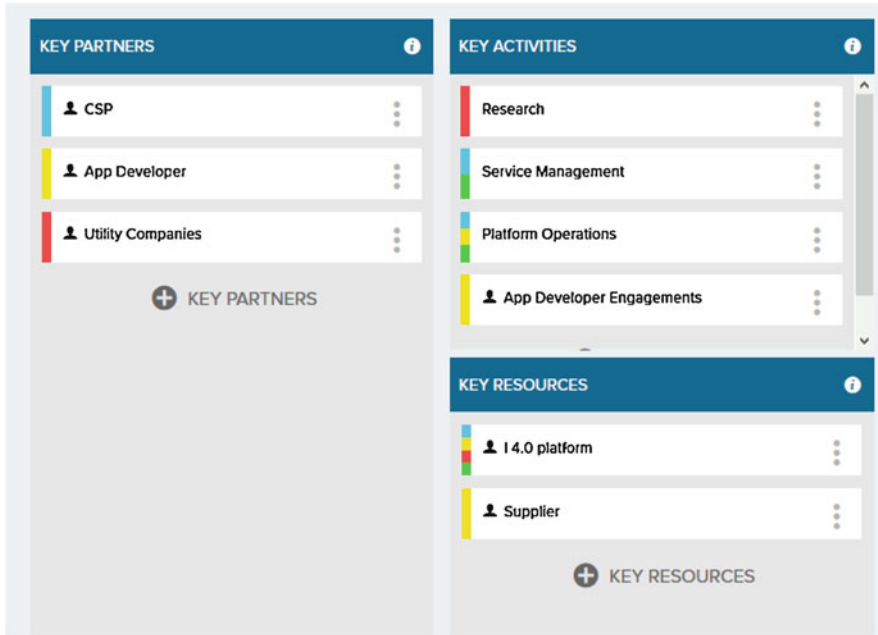 KEY PARTNERS
CSP
App Developer
Utility Companies
KEY PARTNERS
KEY ACTIVITIES
Research
Service Management
Platform Operations
App Developer Engagements
KEY RESOURCES
I 4.0 platform
Supplier
KEY RESOURCES